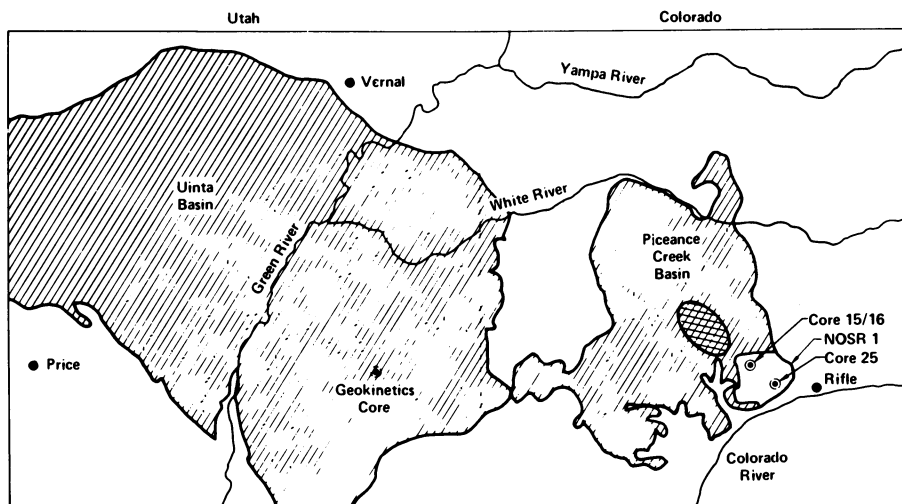 Utah
Colorado
Vernal
Yampa River
Uinta
Basin
White River
Green River
Piceance
Creek
Basin
Core 15/16
NOSR 1
Core 25
Rifle
Price
Geokinetics
Core
Colorado
River